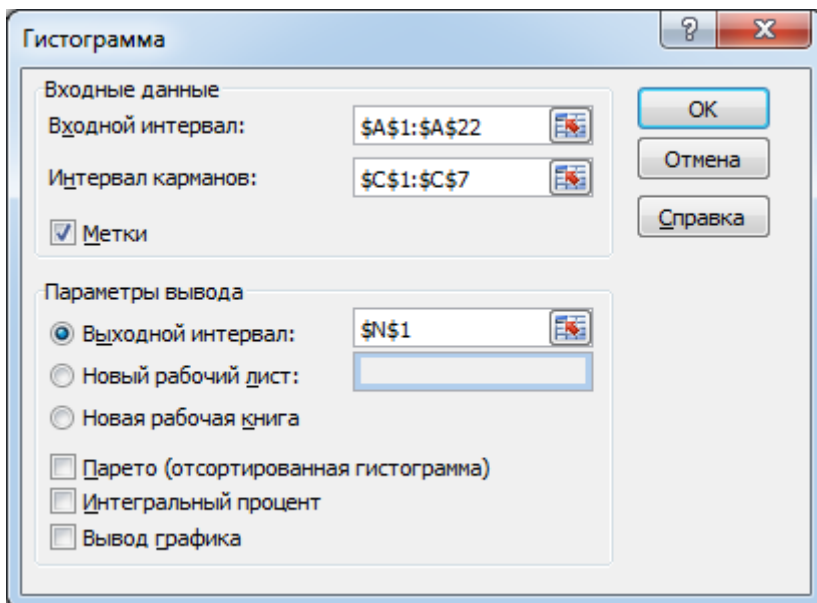 Гистограмма
Входные данные
Входной интервал: $A$1:$A$22
Интервал карманов: $C$1:$C$7
Метки
OK
Отмена
Справка
Параметры вывода
Выходной интервал: $N$1
Новый рабочий лист:
Новая рабочая книга
Парето (отсортированная гистограмма)
Интегральный процент
Вывод графика